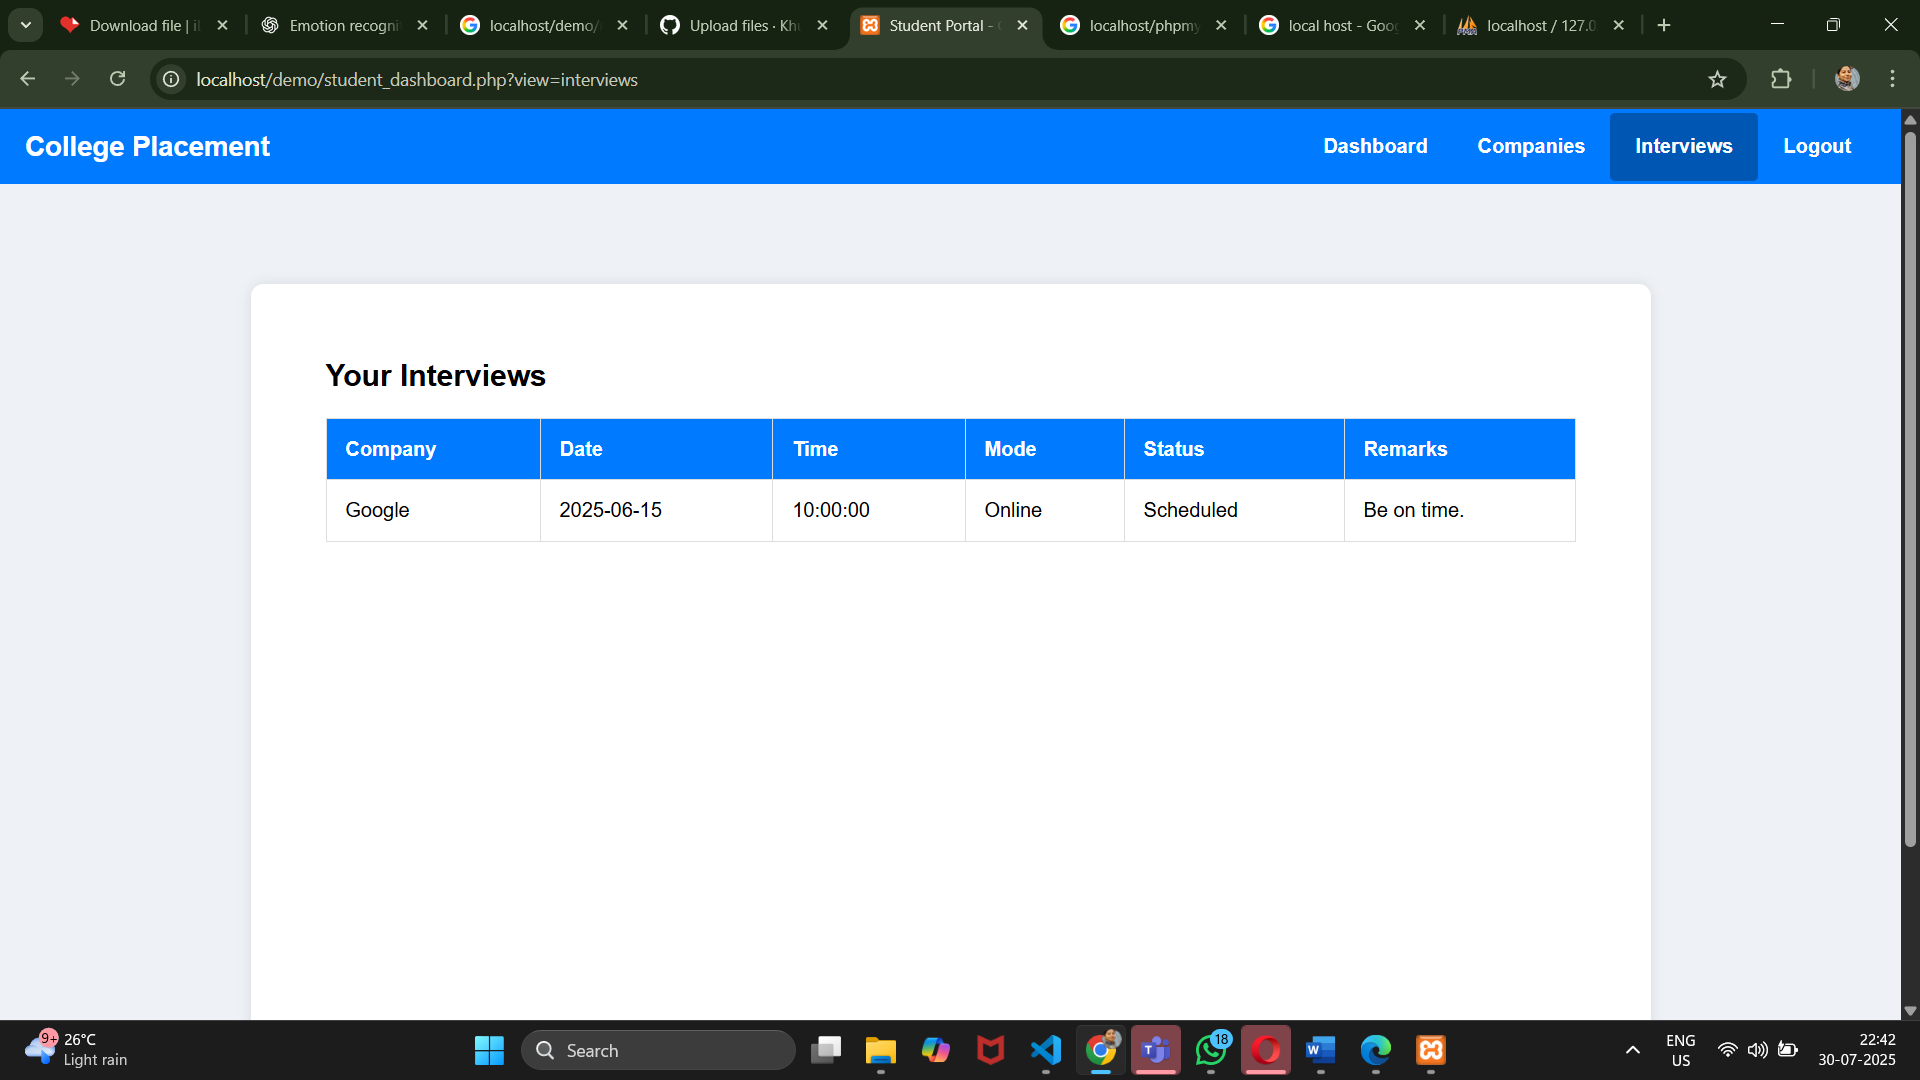 Download file | il
Emotion recogni
localhost/demo/
Upload files · Kh
Student Portal -
localhost/phpmy
local host - Goog
localhost / 127.0
localhost/demo/student_dashboard.php?view=interviews
College Placement
Dashboard
Companies
Interviews
Logout
Your Interviews
Company Date Time Mode Status Remarks
Google 2025-06-15 10:00:00 Online Scheduled Be on time.
9+
26°C
Light rain
Search
18
ENG
US
22:42
30-07-2025